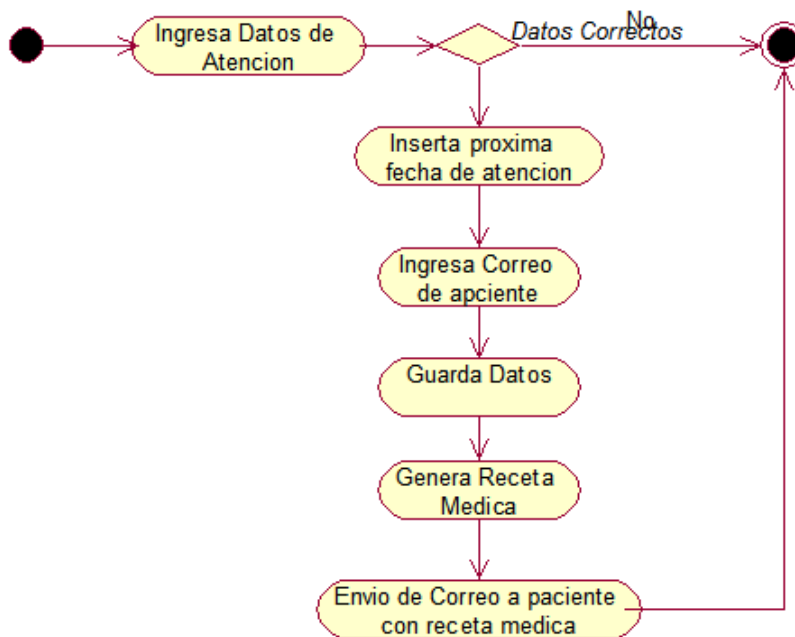 Ingresa Datos de
Atencion
No
Datos Correctos
Inserta proxima
fecha de atencion
Ingresa Correo
de apciente
Guarda Datos
Genera Receta
Medica
Envio de Correo a paciente
con receta medica